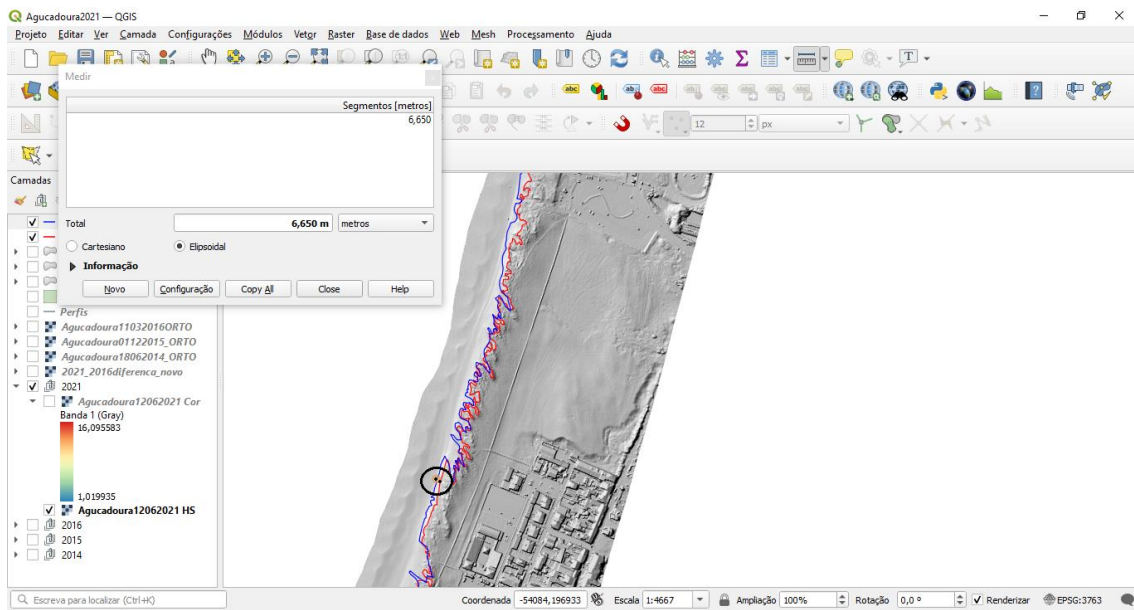 Agucadoura2021 — QGIS
Projeto Editar Ver Camada Configurações Módulos Vetor Raster Base de dados Web Mesh Processamento Ajuda
Medir
Segmentos [metros]
6,650
12 px
Camadas
Total 6,650 m metros
Cartesiano Elipsoidal
Informação
Novo Configuração Copy All Close Help
Perfis
Agucadoura11032016ORTO
Agucadoura01122015_ORTO
Agucadoura18062014_ORTO
2021_2016diferenca_novo
2021
Agucadoura12062021 Cor
Banda 1 (Gray)
16,095583
1,019935
Agucadoura12062021 HS
2016
2015
2014
Escreva para localizar (Ctrl+K) Coordenada -54084,196933 Escala 1:4667 Ampliação 100% Rotação 0,0 ° Renderizar EPSG:3763